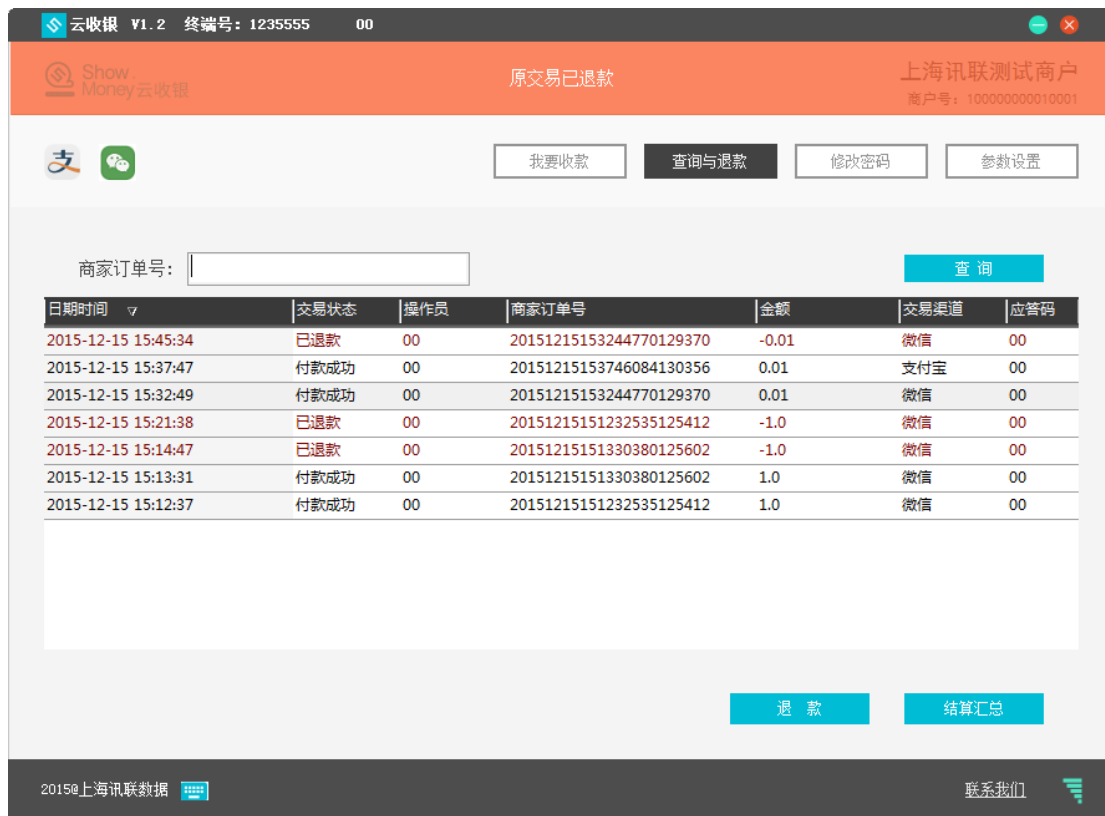 云收银 V1.2 终端号: 1235555 00
Show
Money云收银
原交易已退款
上海讯联测试商户
商户号: 100000000010001
支
我要收款 查询与退款 修改密码 参数设置
商家订单号: 查 询
日期时间 交易状态 操作员 商家订单号 金额 交易渠道 应答码
2015-12-15 15:45:34 已退款 00 20151215153244770129370 -0.01 微信 00
2015-12-15 15:37:47 付款成功 00 20151215153746084130356 0.01 支付宝 00
2015-12-15 15:32:49 付款成功 00 20151215153244770129370 0.01 微信 00
2015-12-15 15:21:38 已退款 00 20151215151232535125412 -1.0 微信 00
2015-12-15 15:14:47 已退款 00 20151215151330380125602 -1.0 微信 00
2015-12-15 15:13:31 付款成功 00 20151215151330380125602 1.0 微信 00
2015-12-15 15:12:37 付款成功 00 20151215151232535125412 1.0 微信 00
退 款 结算汇总
2015@上海讯联数据 联系我们